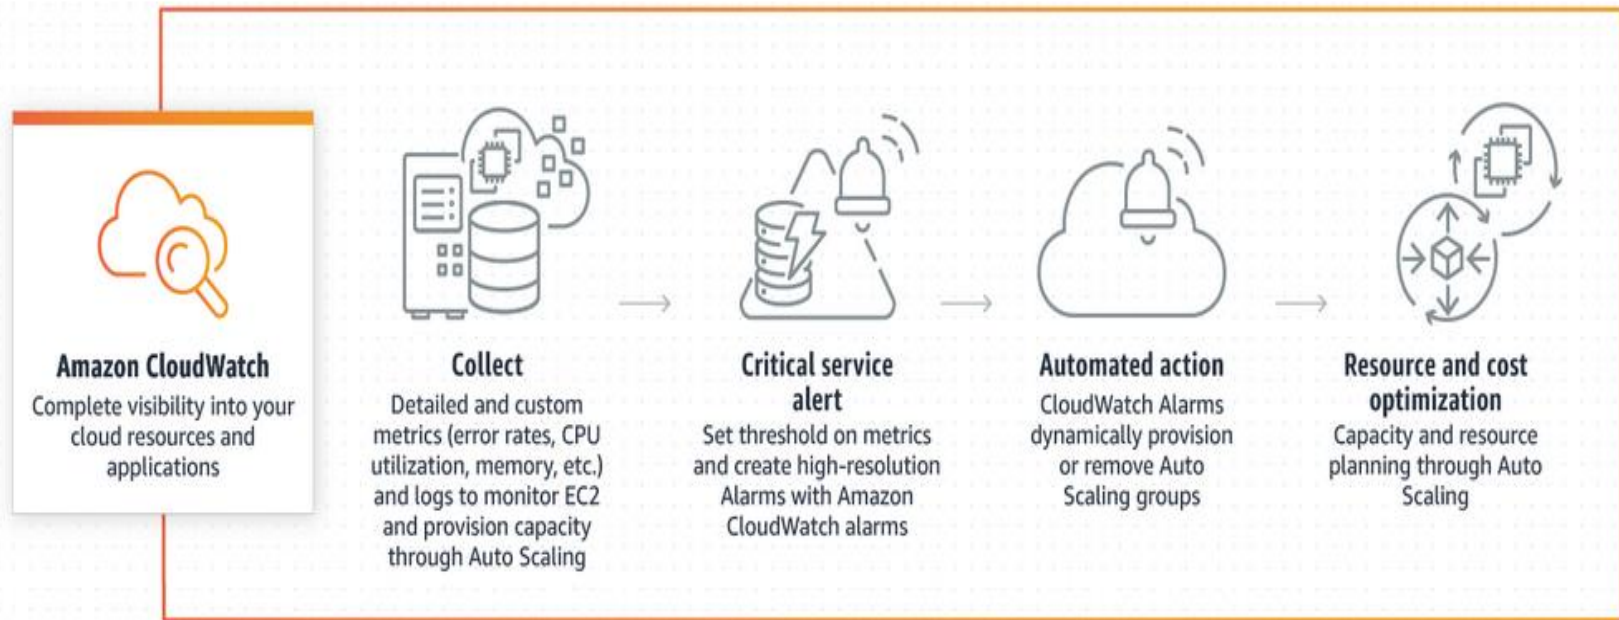 Amazon CloudWatch
Complete visibility into your
cloud resources and
applications
Collect
Detailed and custom
metrics (error rates, CPU
utilization, memory, etc.)
and logs to monitor EC2
and provision capacity
through Auto Scaling
Critical service
alert
Set threshold on metrics
and create high-resolution
Alarms with Amazon
CloudWatch alarms
Automated action
CloudWatch Alarms
dynamically provision
or remove Auto
Scaling groups
Resource and cost
optimization
Capacity and resource
planning through Auto
Scaling